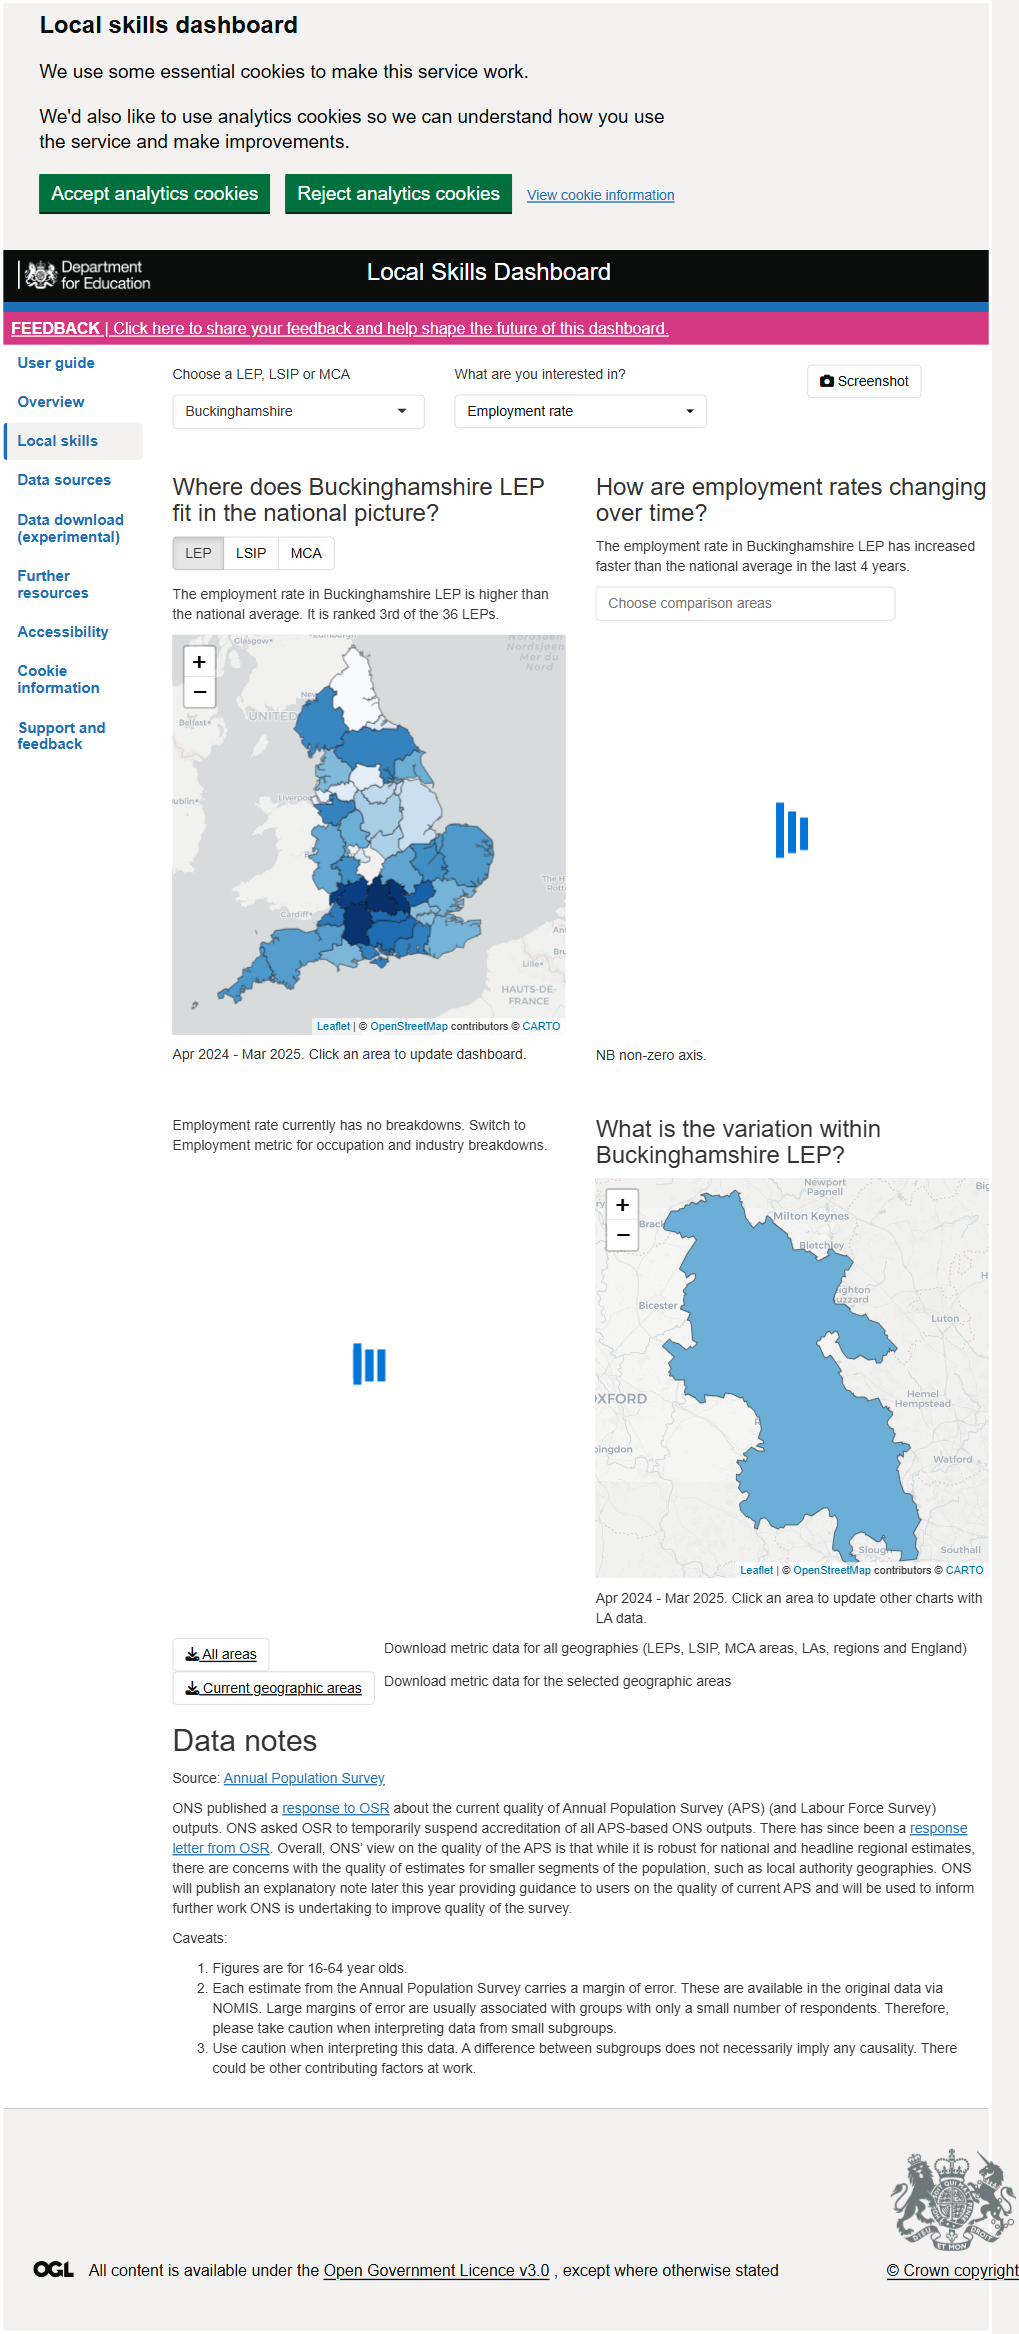 Local skills dashboard
We use some essential cookies to make this service work.
We'd also like to use analytics cookies so we can understand how you use
the service and make improvements.
Accept analytics cookies
Reject analytics cookies
View cookie information
Department
for Education
Local Skills Dashboard
FEEDBACK | Click here to share your feedback and help shape the future of this dashboard.
User guide
Overview
Local skills
Data sources
Data download
(experimental)
Further
resources
Accessibility
Cookie
information
Support and
feedback
Choose a LEP, LSIP or MCA
Buckinghamshire
What are you interested in?
Employment rate
Screenshot
Where does Buckinghamshire LEP
fit in the national picture?
LEP
LSIP
MCA
The employment rate in Buckinghamshire LEP is higher than
the national average. It is ranked 3rd of the 36 LEPs.
+
−
Glasgow
Nordsøen
Nordsjøen
Mer du
Nord
Belfast
UNITED
Liverpoo
ublin
Cardiff
The H
Rott
An
Bru
Lille
HAUTS-DE-
FRANCE
Leaflet | © OpenStreetMap contributors © CARTO
Apr 2024 - Mar 2025. Click an area to update dashboard.
How are employment rates changing
over time?
The employment rate in Buckinghamshire LEP has increased
faster than the national average in the last 4 years.
Choose comparison areas
NB non-zero axis.
Employment rate currently has no breakdowns. Switch to
Employment metric for occupation and industry breakdowns.
What is the variation within
Buckinghamshire LEP?
+
−
Newport
Pagnell
Big
Brack
Milton Keynes
Bletchley
ighton
uzzard
Bicester
Luton
Hemel
Hempstead
OXFORD
ingdon
Watford
Slough
Southall
Leaflet | © OpenStreetMap contributors © CARTO
Apr 2024 - Mar 2025. Click an area to update other charts with
LA data.
All areas
Download metric data for all geographies (LEPs, LSIP, MCA areas, LAs, regions and England)
Current geographic areas
Download metric data for the selected geographic areas
Data notes
Source: Annual Population Survey
ONS published a response to OSR about the current quality of Annual Population Survey (APS) (and Labour Force Survey)
outputs. ONS asked OSR to temporarily suspend accreditation of all APS-based ONS outputs. There has since been a response
letter from OSR. Overall, ONS' view on the quality of the APS is that while it is robust for national and headline regional estimates,
there are concerns with the quality of estimates for smaller segments of the population, such as local authority geographies. ONS
will publish an explanatory note later this year providing guidance to users on the quality of current APS and will be used to inform
further work ONS is undertaking to improve quality of the survey.
Caveats:
1. Figures are for 16-64 year olds.
2. Each estimate from the Annual Population Survey carries a margin of error. These are available in the original data via
NOMIS. Large margins of error are usually associated with groups with only a small number of respondents. Therefore,
please take caution when interpreting data from small subgroups.
3. Use caution when interpreting this data. A difference between subgroups does not necessarily imply any causality. There
could be other contributing factors at work.
OGL
All content is available under the Open Government Licence v3.0 , except where otherwise stated
© Crown copyright